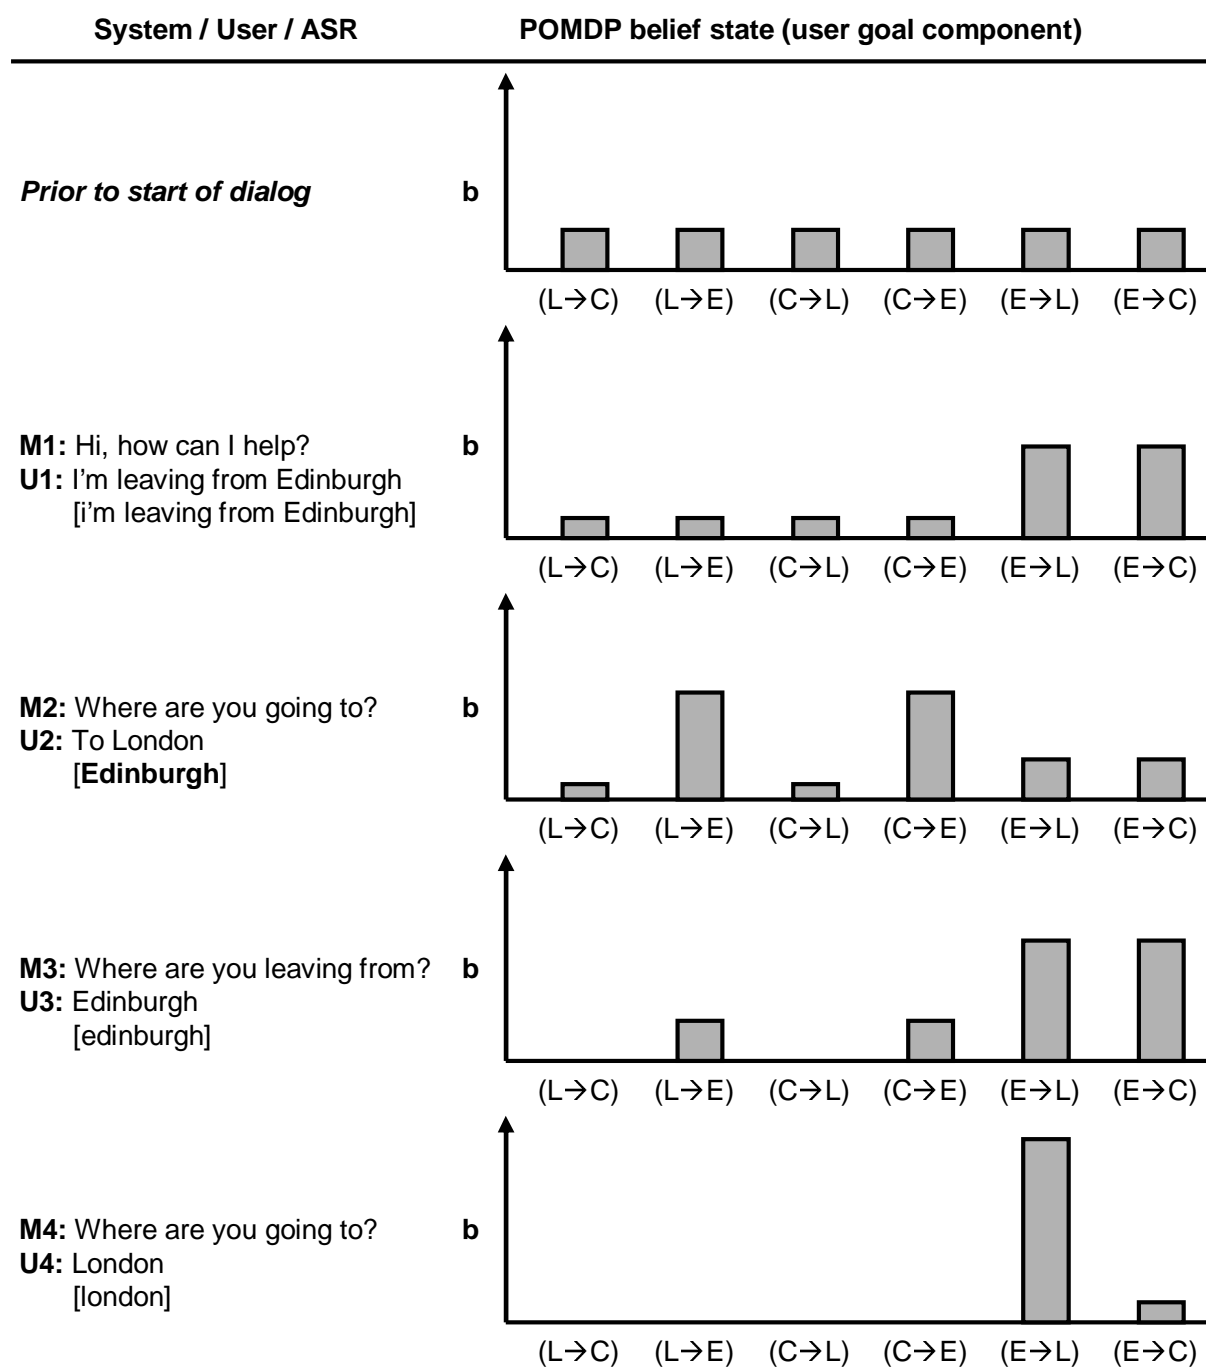 System / User / ASR    POMDP belief state (user goal component)
Prior to start of dialog    b
(L→C) (L→E) (C→L) (C→E) (E→L) (E→C)
M1: Hi, how can I help?    b
U1: I'm leaving from Edinburgh
[i'm leaving from Edinburgh]
(L→C) (L→E) (C→L) (C→E) (E→L) (E→C)
M2: Where are you going to?    b
U2: To London
[Edinburgh]
(L→C) (L→E) (C→L) (C→E) (E→L) (E→C)
M3: Where are you leaving from?    b
U3: Edinburgh
[edinburgh]
(L→C) (L→E) (C→L) (C→E) (E→L) (E→C)
M4: Where are you going to?    b
U4: London
[london]
(L→C) (L→E) (C→L) (C→E) (E→L) (E→C)